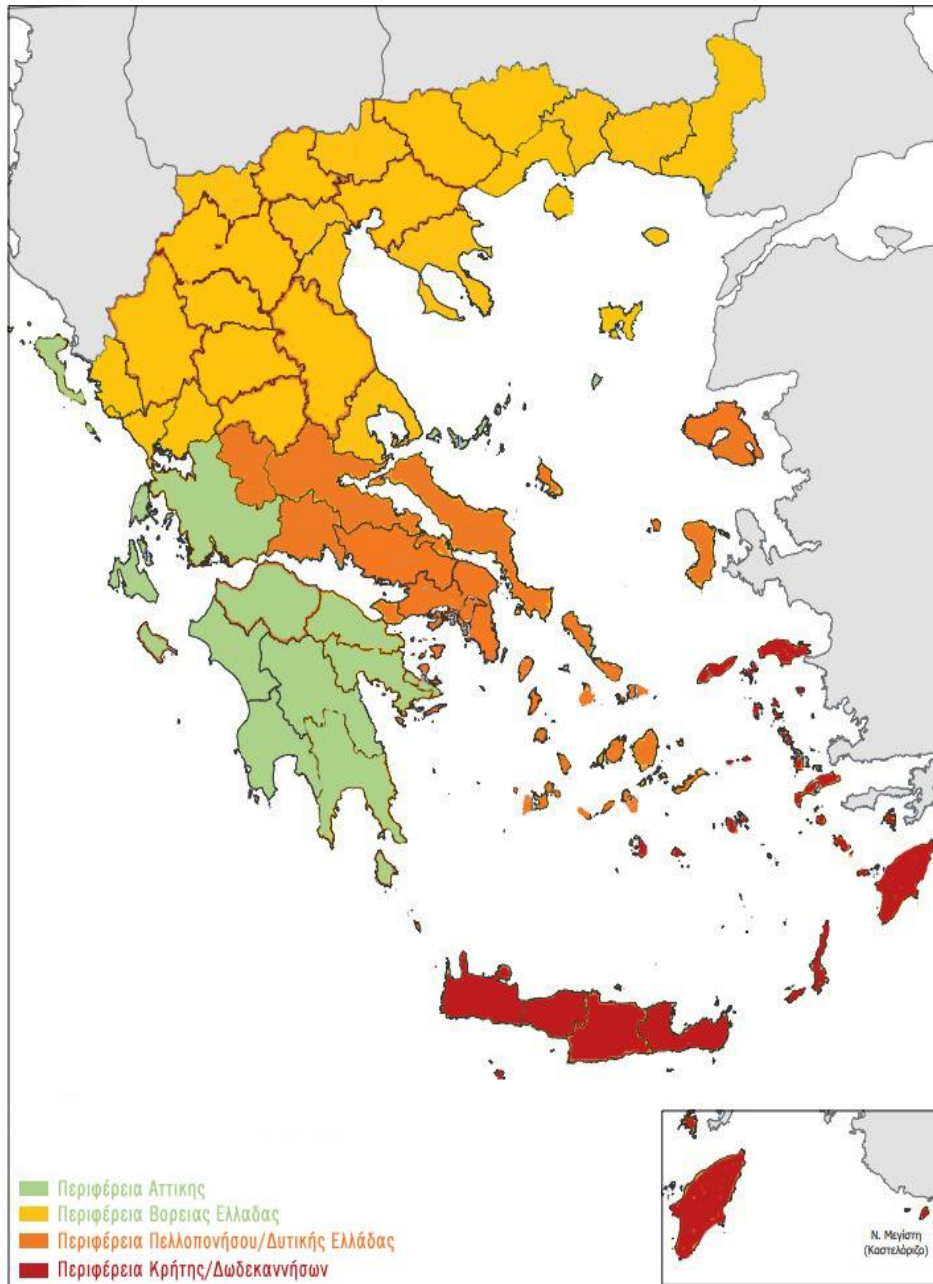 Ν. Μεγίστη
(Καστελόριζο)
Περιφέρεια Αττικης
Περιφέρεια Βορειας Ελλαδας
Περιφέρεια Πελλοπονήσου/Δυτικής Ελλάδας
Περιφέρεια Κρήτης/Δωδεκαννήσων